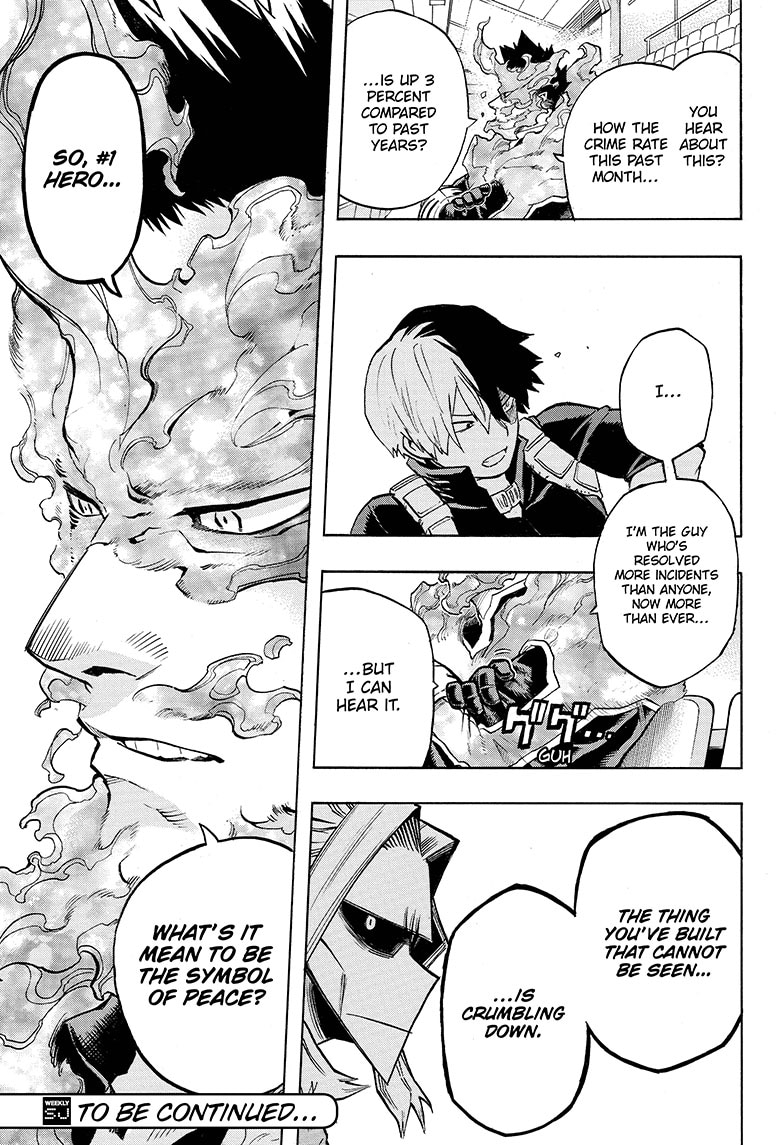 YOU
HEAR
ABOUT
THIS?
HOW THE
CRIME RATE
THIS PAST
MONTH...
...IS UP 3
PERCENT
COMPARED
TO PAST
YEARS?
I...
I'M THE GUY
WHO'S
RESOLVED
MORE INCIDENTS
THAN ANYONE,
NOW MORE
THAN EVER...
...BUT
I CAN
HEAR IT.
グググ...
GUH
THE THING
YOU'VE BUILT
THAT CANNOT
BE SEEN...
...IS
CRUMBLING
DOWN.
SO, #1
HERO...
WHAT'S IT
MEAN TO BE
THE SYMBOL
OF PEACE?
WEEKLY
SJ
TO BE CONTINUED...